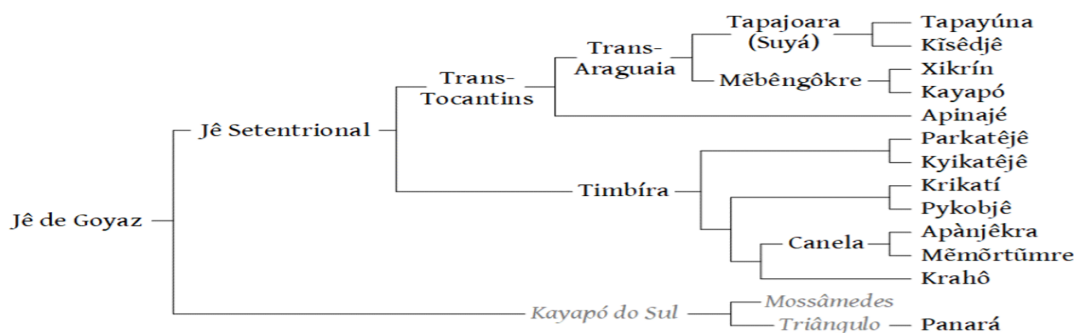 Tapajoara
(Suyá)
Tapayúna
Kĩsêdjê
Trans-
Araguaia
Xikrín
Mẽbêngôkre
Kayapó
Trans-
Tocantins
Apinajé
Jê Setentrional
Parkatêjê
Kyikatêjê
Timbíra
Krikatí
Pykobjê
Jê de Goyaz
Apànjêkra
Canela
Mẽmõrtũmre
Krahô
Kayapó do Sul
Mossâmedes
Triângulo
Panará